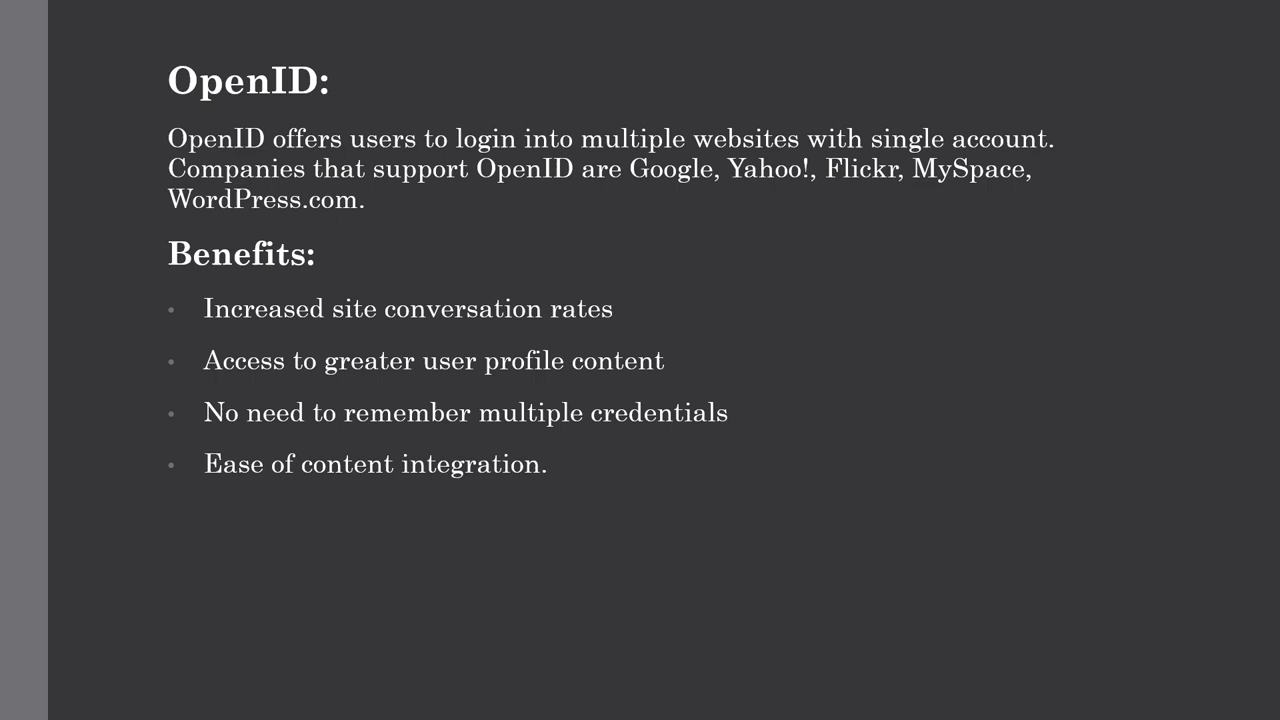 OpenID:
OpenID offers users to login into multiple websites with single account.
Companies that support OpenID are Google, Yahoo!, Flickr, MySpace,
WordPress.com.
Benefits:
• Increased site conversation rates
• Access to greater user profile content
• No need to remember multiple credentials
• Ease of content integration.